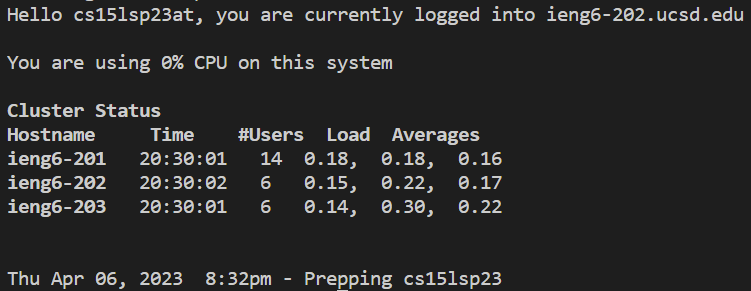 Hello cs15lsp23at, you are currently logged into ieng6-202.ucsd.edu
You are using 0% CPU on this system
Cluster Status
Hostname     Time    #Users  Load  Averages
ieng6-201   20:30:01   14  0.18,  0.18,  0.16
ieng6-202   20:30:02   6   0.15,  0.22,  0.17
ieng6-203   20:30:01   6   0.14,  0.30,  0.22
Thu Apr 06, 2023  8:32pm - Prepping cs15lsp23